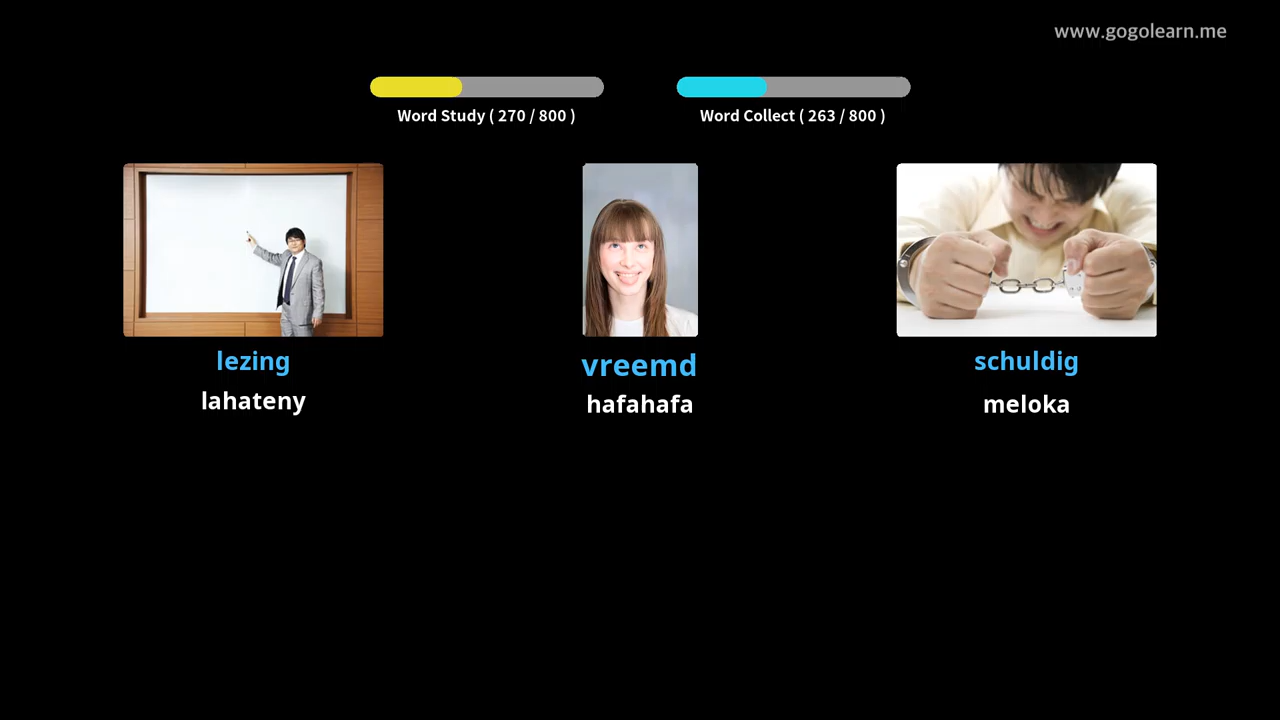 www.gogolearn.me
Word Study ( 270 / 800 )
Word Collect ( 263 / 800 )
lezing
lahateny
vreemd
hafahafa
schuldig
meloka